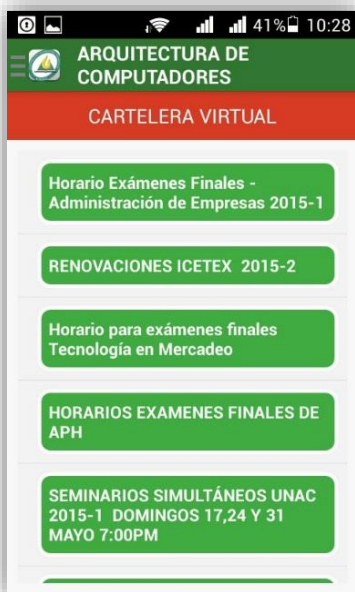 41% 10:28
ARQUITECTURA DE
COMPUTADORES
CARTELERA VIRTUAL
Horario Exámenes Finales -
Administración de Empresas 2015-1
RENOVACIONES ICETEX 2015-2
Horario para exámenes finales
Tecnología en Mercadeo
HORARIOS EXAMENES FINALES DE
APH
SEMINARIOS SIMULTÁNEOS UNAC
2015-1 DOMINGOS 17,24 Y 31
MAYO 7:00PM